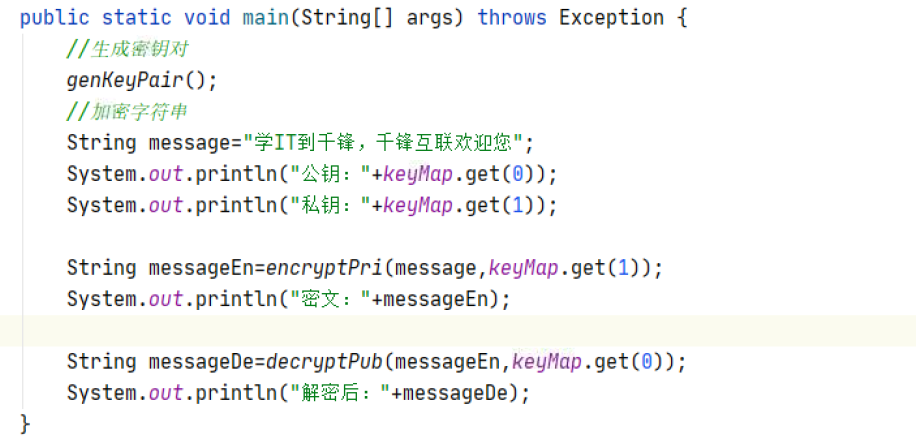 public static void main(String[] args) throws Exception {
//生成密钥对
genKeyPair();
//加密字符串
String message="学IT到千锋，千锋互联欢迎您";
System.out.println("公钥："+keyMap.get(0));
System.out.println("私钥："+keyMap.get(1));
String messageEn=encryptPri(message,keyMap.get(1));
System.out.println("密文："+messageEn);
String messageDe=decryptPub(messageEn,keyMap.get(0));
System.out.println("解密后："+messageDe);
}